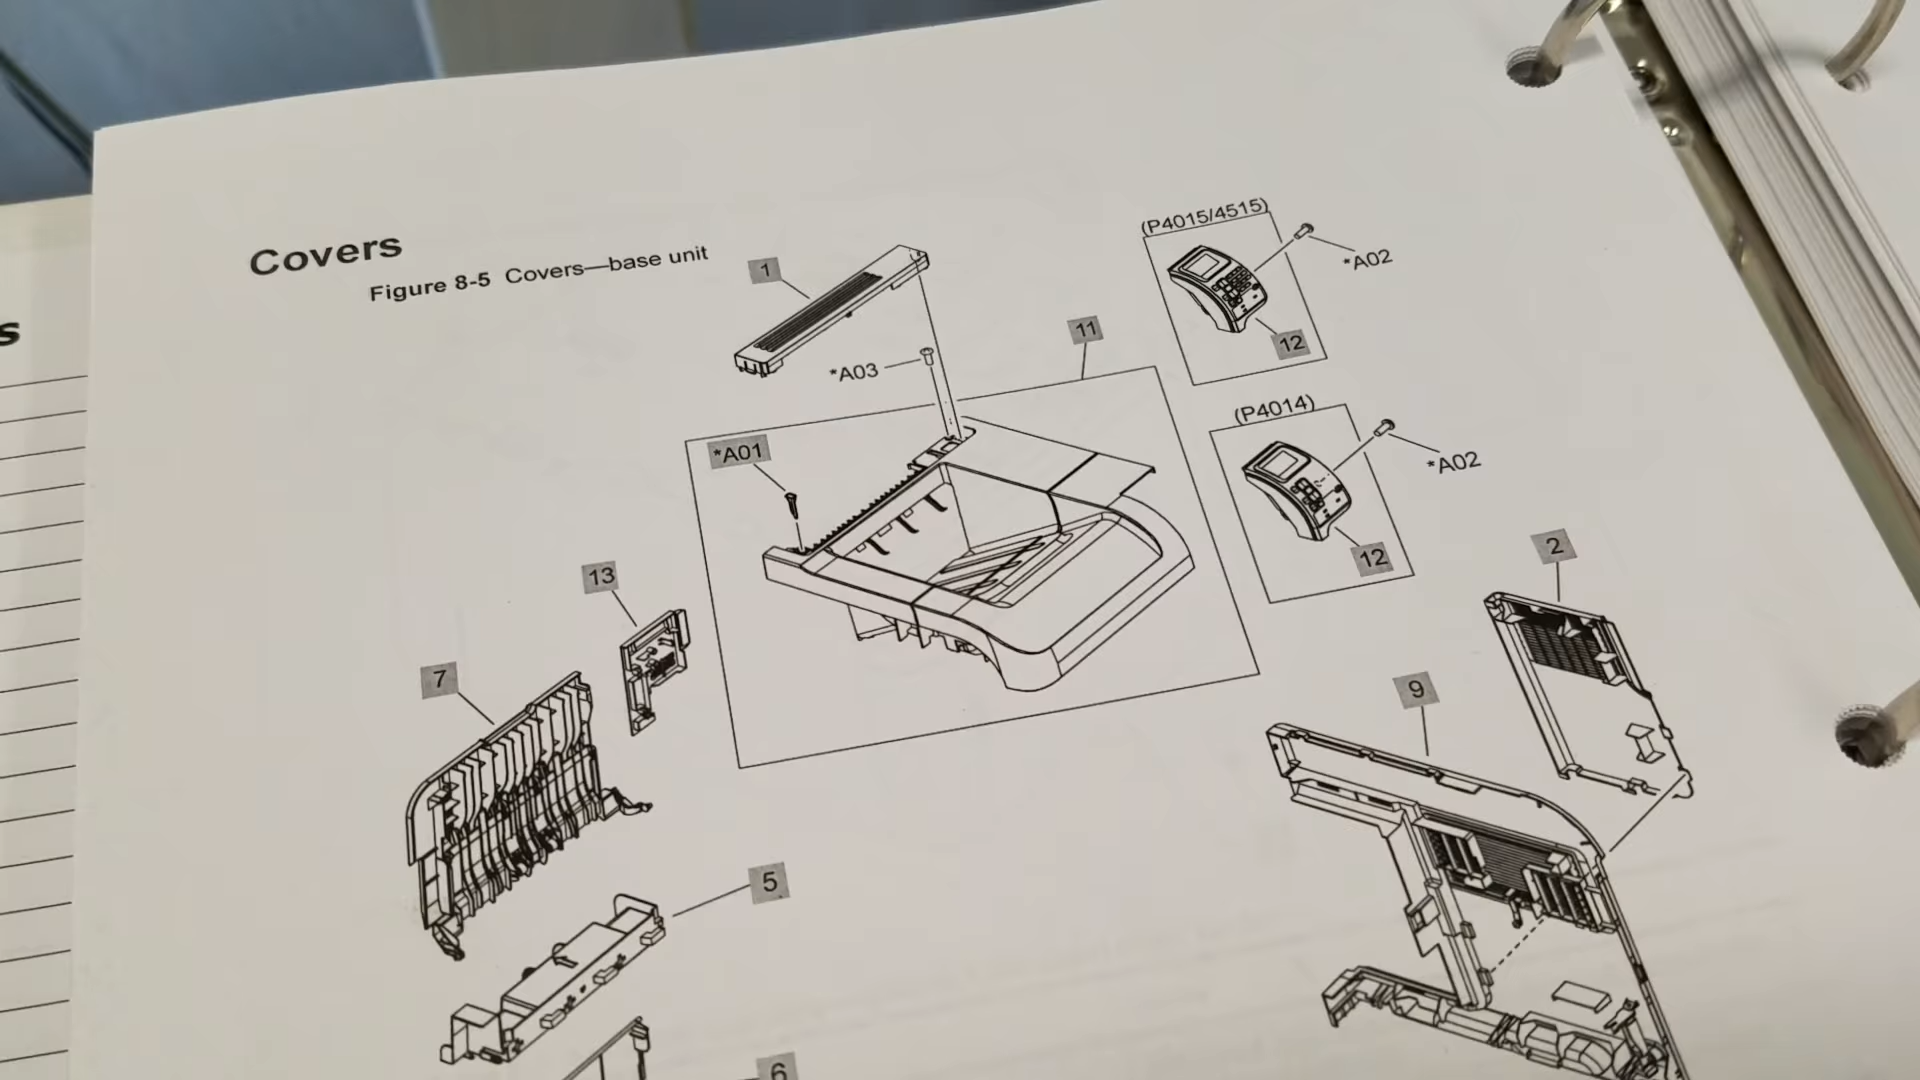 Covers
Figure 8-5 Covers—base unit
1
(P4015/4515)
*A02
12
11
*A03
(P4014)
*A02
12
*A01
2
13
7
9
5
6
s